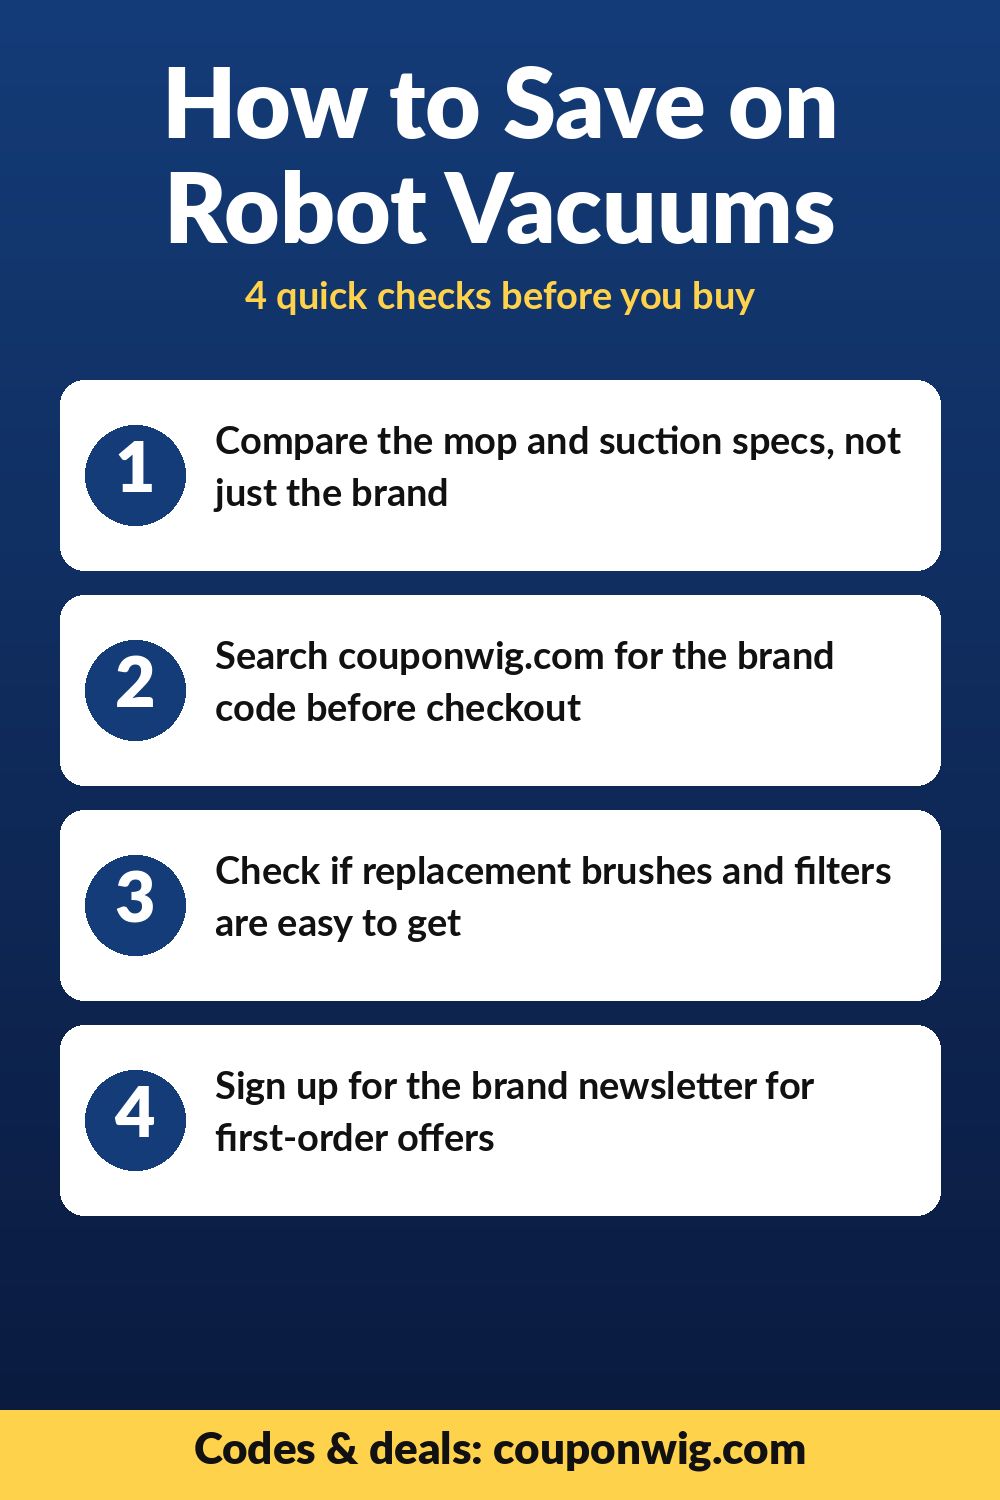 How to Save on
Robot Vacuums
4 quick checks before you buy
1
Compare the mop and suction specs, not
just the brand
2
Search couponwig.com for the brand
code before checkout
3
Check if replacement brushes and filters
are easy to get
4
Sign up for the brand newsletter for
first-order offers
Codes & deals: couponwig.com